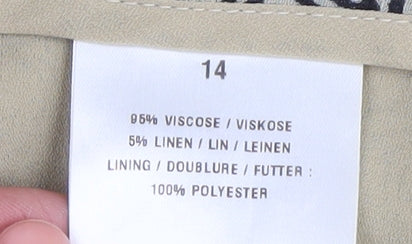 14
95% VISCOSE / VISKOSE
5% LINEN / LIN / LEINEN
LINING / DOUBLURE / FUTTER :
100% POLYESTER